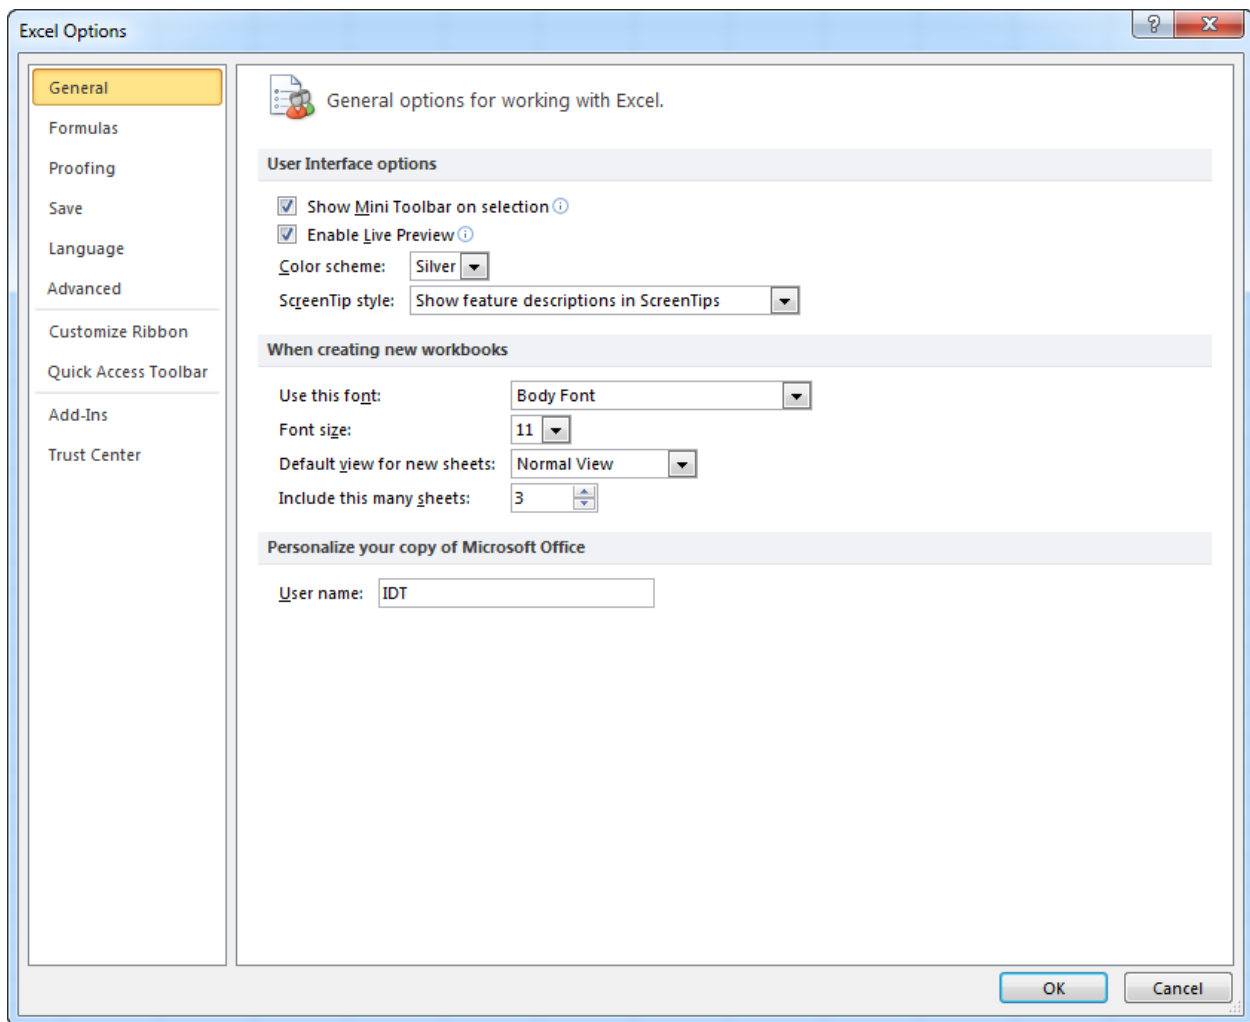 Excel Options
General
Formulas
Proofing
Save
Language
Advanced
Customize Ribbon
Quick Access Toolbar
Add-Ins
Trust Center
General options for working with Excel.
User Interface options
Show Mini Toolbar on selection
Enable Live Preview
Color scheme: Silver
ScreenTip style: Show feature descriptions in ScreenTips
When creating new workbooks
Use this font: Body Font
Font size: 11
Default view for new sheets: Normal View
Include this many sheets: 3
Personalize your copy of Microsoft Office
User name: IDT
OK Cancel